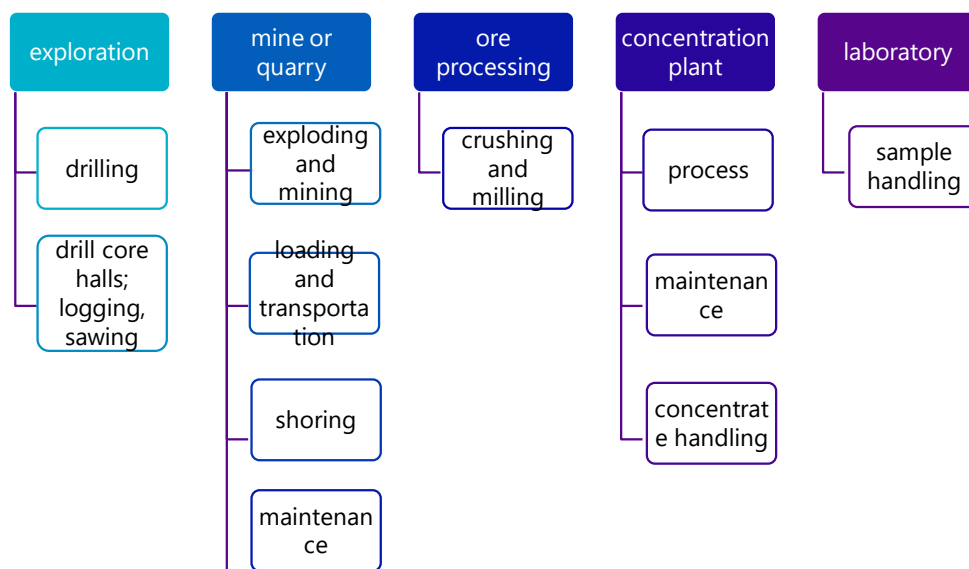 exploration
drilling
drill core
halls;
logging,
sawing
mine or
quarry
exploding
and
mining
loading
and
transporta
tion
shoring
maintenan
ce
ore
processing
crushing
and
milling
concentration
plant
process
maintenan
ce
concentrat
e handling
laboratory
sample
handling